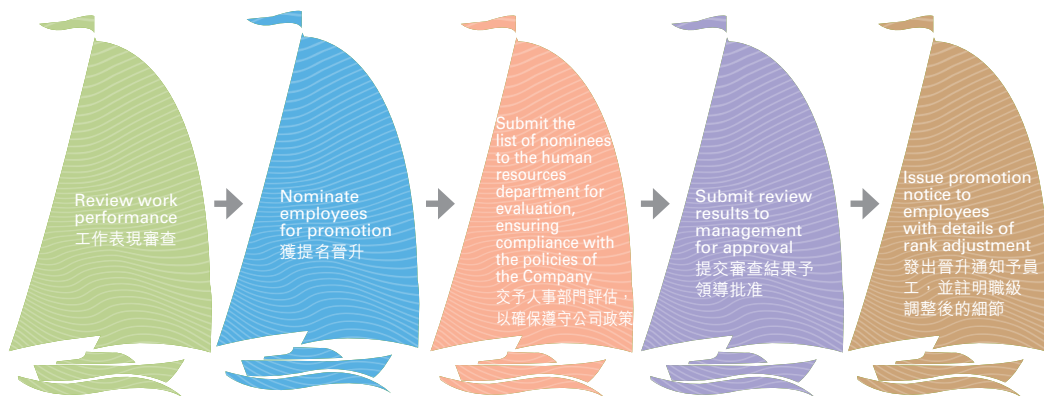 Review work
performance
工作表現審查
Nominate
employees
for promotion
獲提名晉升
Submit the
list of nominees
to the human
resources
department for
evaluation,
ensuring
compliance with
the policies of
the Company
交予人事部門評估，
以確保遵守公司政策
Submit review
results to
management
for approval
提交審查結果予
領導批准
Issue promotion
notice to
employees
with details of
rank adjustment
發出晉升通知予員
工，並註明職級
調整後的細節